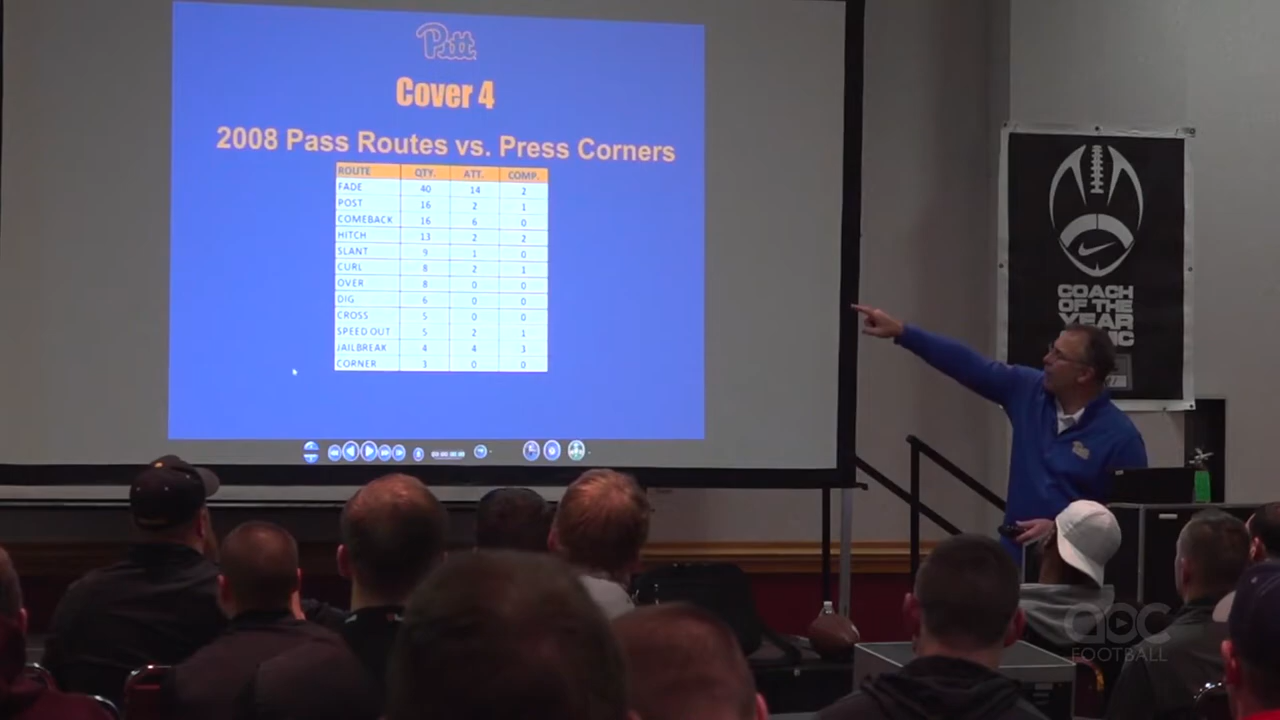 Pitt
Cover 4
2008 Pass Routes vs. Press Corners
ROUTE QTY. ATT. COMP.
FADE 40 14 2
POST 16 2 1
COMEBACK 16 6 0
HITCH 13 2 2
SLANT 9 1 0
CURL 8 2 1
OVER 8 0 0
DIG 6 0 0
CROSS 5 0 0
SPEED OUT 5 2 1
JAILBREAK 4 4 3
CORNER 3 0 0
COACH
OF THE
YEAR
Pitt
aoc
FOOTBALL